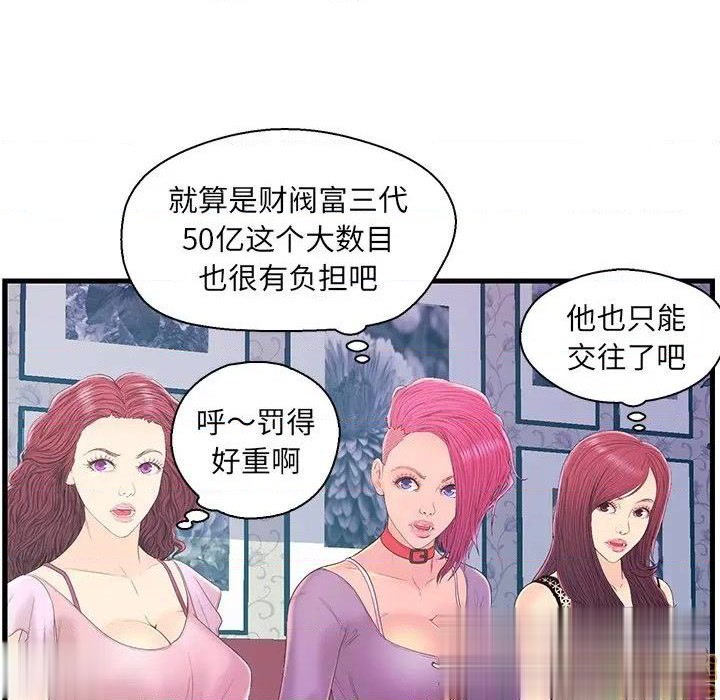 就算是财阀富三代
50亿这个大数目
也很有负担吧
他也只能
交往了吧
呼～罚得
好重啊